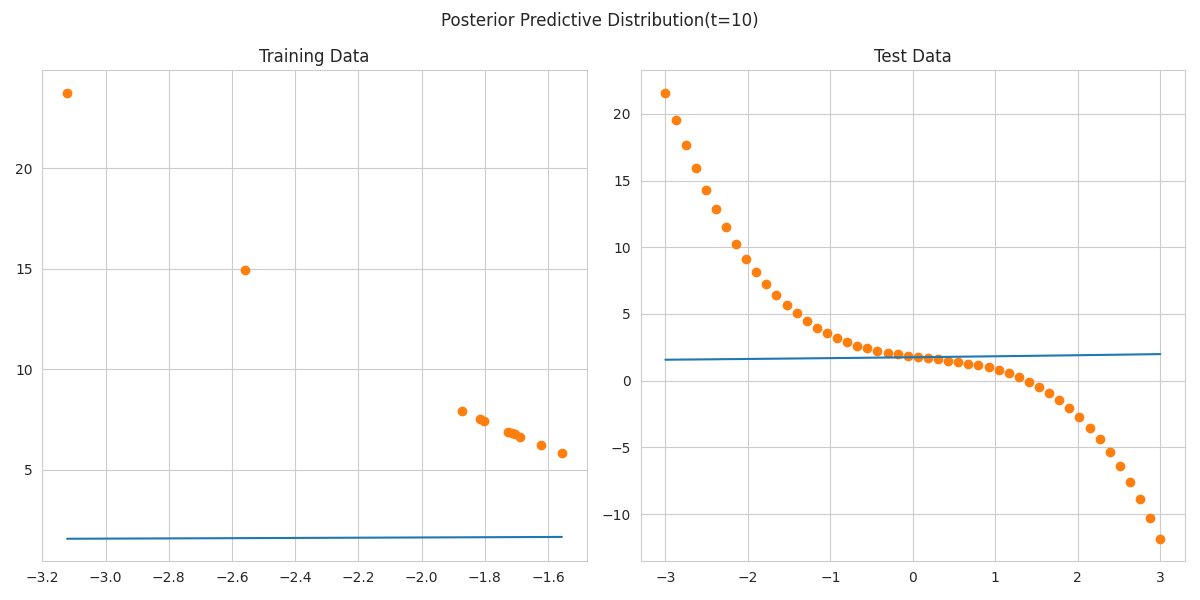 Posterior Predictive Distribution(t=10)
Training Data
20
15
10
5
−3.2 −3.0 −2.8 −2.6 −2.4 −2.2 −2.0 −1.8 −1.6
Test Data
20
15
10
5
0
−5
−10
−3 −2 −1 0 1 2 3